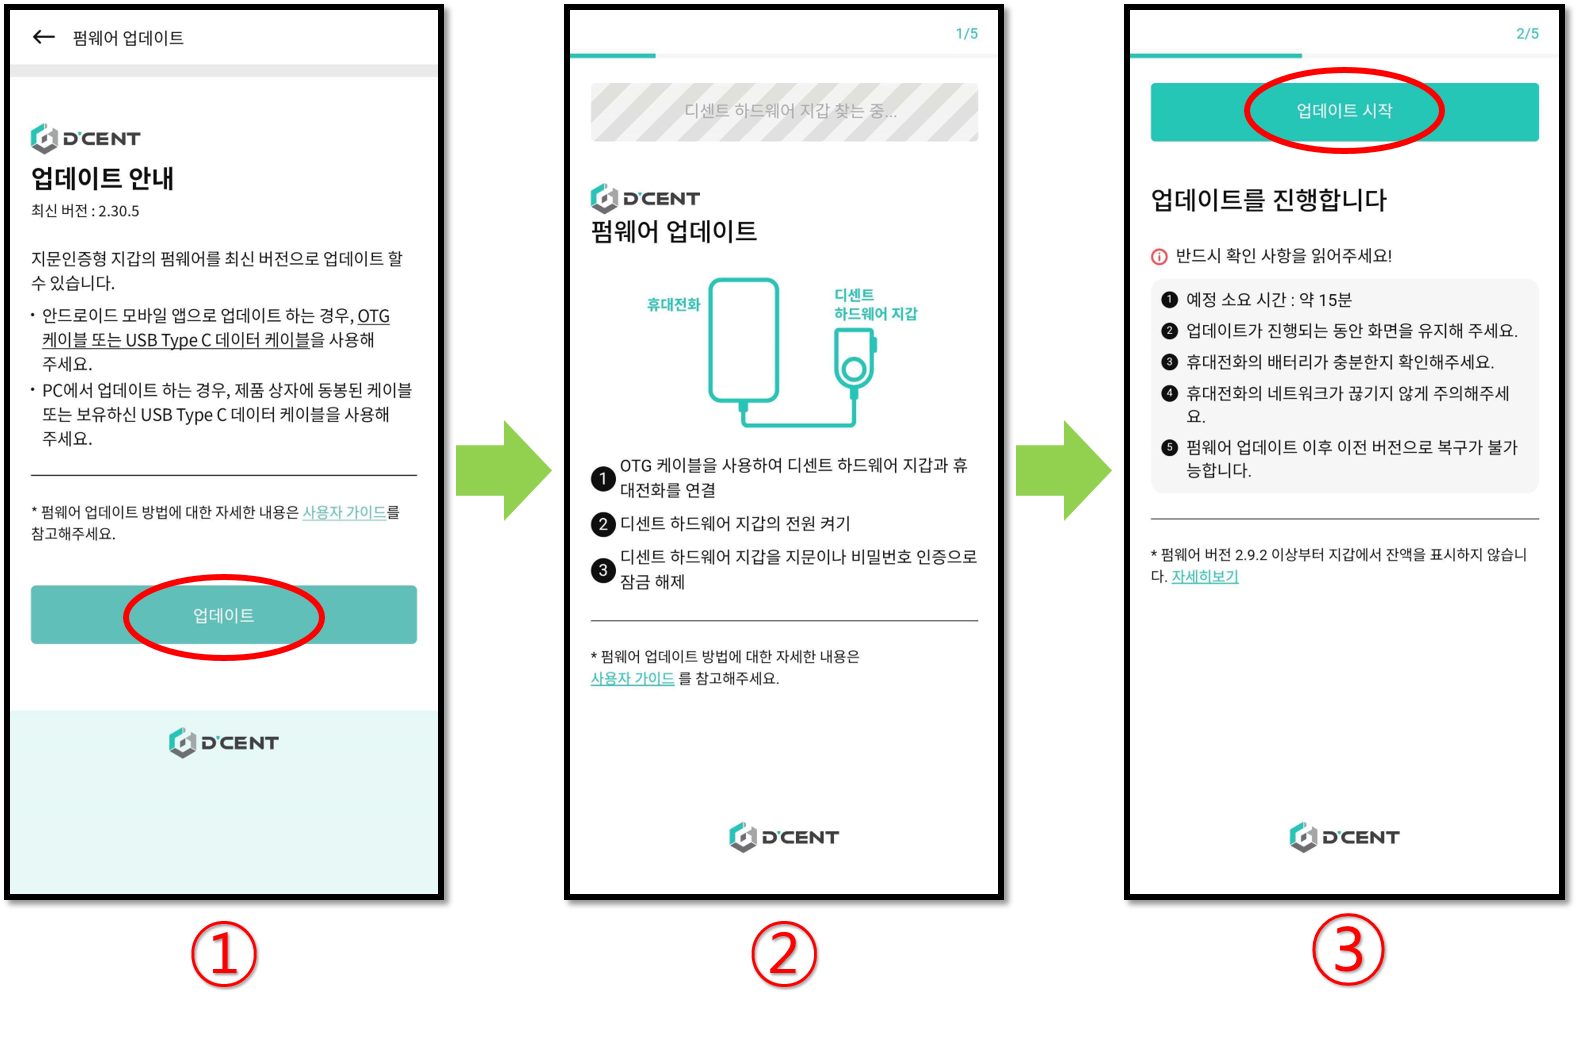 펌웨어 업데이트
D'CENT
업데이트 안내
최신 버전 : 2.30.5
지문인증형 지갑의 펌웨어를 최신 버전으로 업데이트 할
수 있습니다.
· 안드로이드 모바일 앱으로 업데이트 하는 경우, OTG
케이블 또는 USB Type C 데이터 케이블을 사용해
주세요.
· PC에서 업데이트 하는 경우, 제품 상자에 동봉된 케이블
또는 보유하신 USB Type C 데이터 케이블을 사용해
주세요.
* 펌웨어 업데이트 방법에 대한 자세한 내용은 사용자 가이드를
참고해주세요.
업데이트
D'CENT
①
1/5
디센트 하드웨어 지갑 찾는 중...
D'CENT
펌웨어 업데이트
휴대전화
디센트
하드웨어 지갑
1 OTG 케이블을 사용하여 디센트 하드웨어 지갑과 휴
대전화를 연결
2 디센트 하드웨어 지갑의 전원 켜기
3 디센트 하드웨어 지갑을 지문이나 비밀번호 인증으로
잠금 해제
* 펌웨어 업데이트 방법에 대한 자세한 내용은
사용자 가이드 를 참고해주세요.
D'CENT
②
2/5
업데이트 시작
업데이트를 진행합니다
반드시 확인 사항을 읽어주세요!
1 예정 소요 시간 : 약 15분
2 업데이트가 진행되는 동안 화면을 유지해 주세요.
3 휴대전화의 배터리가 충분한지 확인해주세요.
4 휴대전화의 네트워크가 끊기지 않게 주의해주세
요.
5 펌웨어 업데이트 이후 이전 버전으로 복구가 불가
능합니다.
* 펌웨어 버전 2.9.2 이상부터 지갑에서 잔액을 표시하지 않습니
다. 자세히보기
D'CENT
③